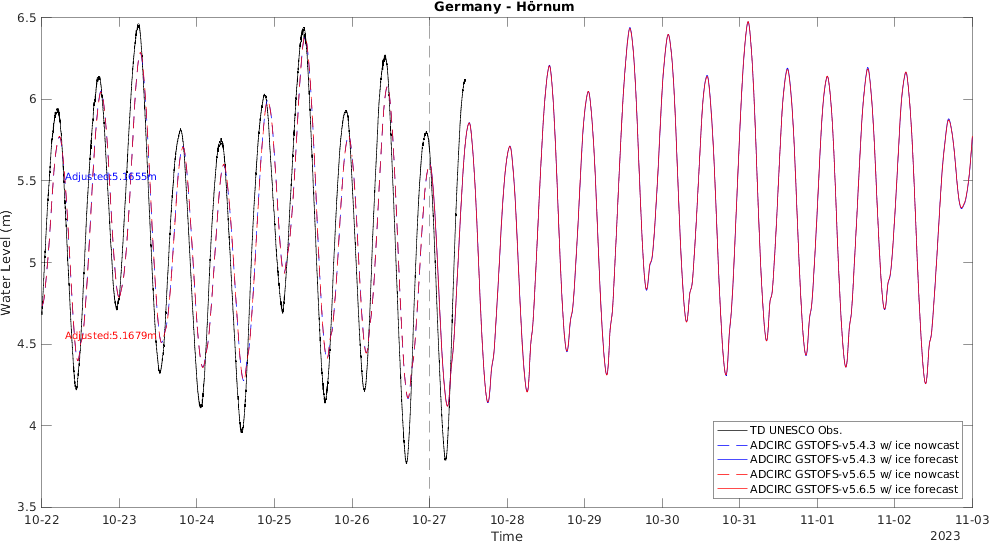 Germany - Hörnum
6.5
6
5.5
5
4.5
4
3.5
Water Level (m)
Adjusted:5.1655m
Adjusted:5.1679m
TD UNESCO Obs.
ADCIRC GSTOFS-v5.4.3 w/ ice nowcast
ADCIRC GSTOFS-v5.4.3 w/ ice forecast
ADCIRC GSTOFS-v5.6.5 w/ ice nowcast
ADCIRC GSTOFS-v5.6.5 w/ ice forecast
10-22 10-23 10-24 10-25 10-26 10-27 10-28 10-29 10-30 10-31 11-01 11-02 11-03
Time
2023